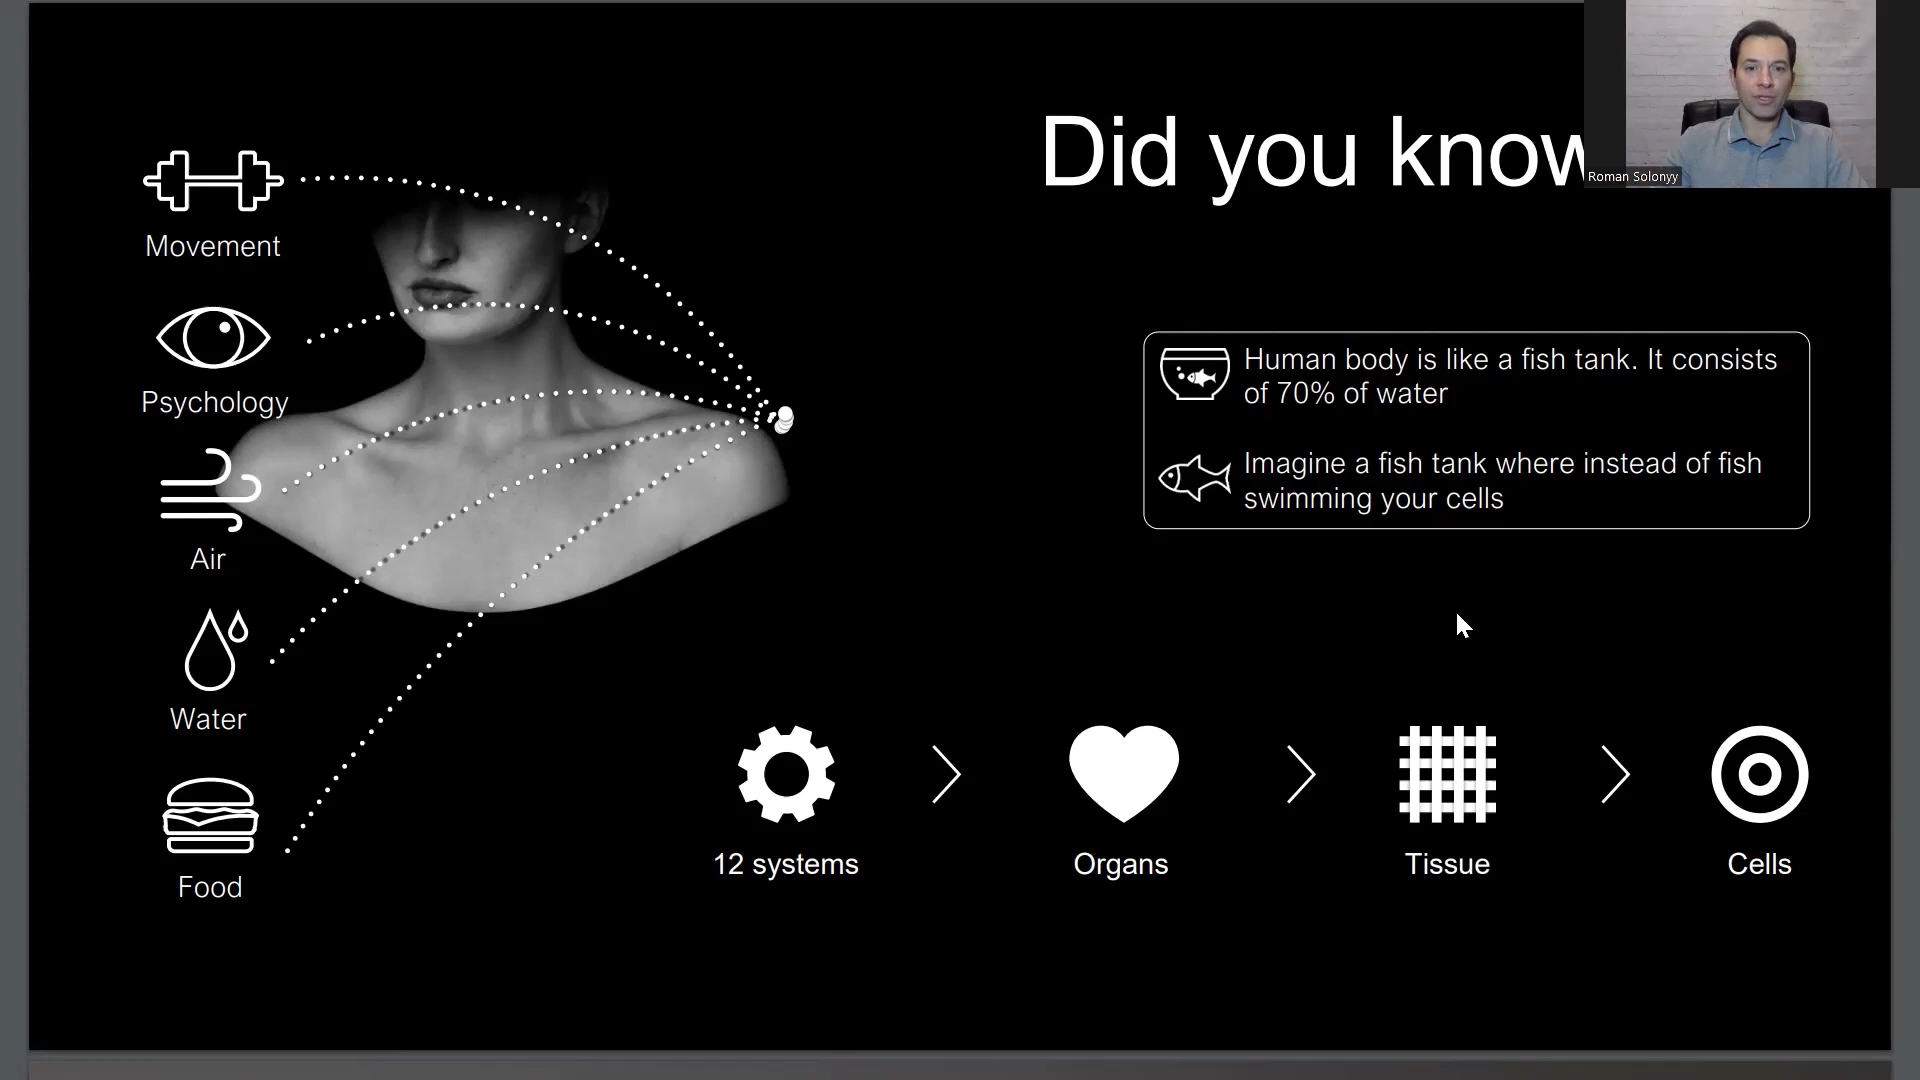 Did you know
Roman Solonyy
Movement
Psychology
Air
Water
Food
Human body is like a fish tank. It consists
of 70% of water
Imagine a fish tank where instead of fish
swimming your cells
12 systems
Organs
Tissue
Cells